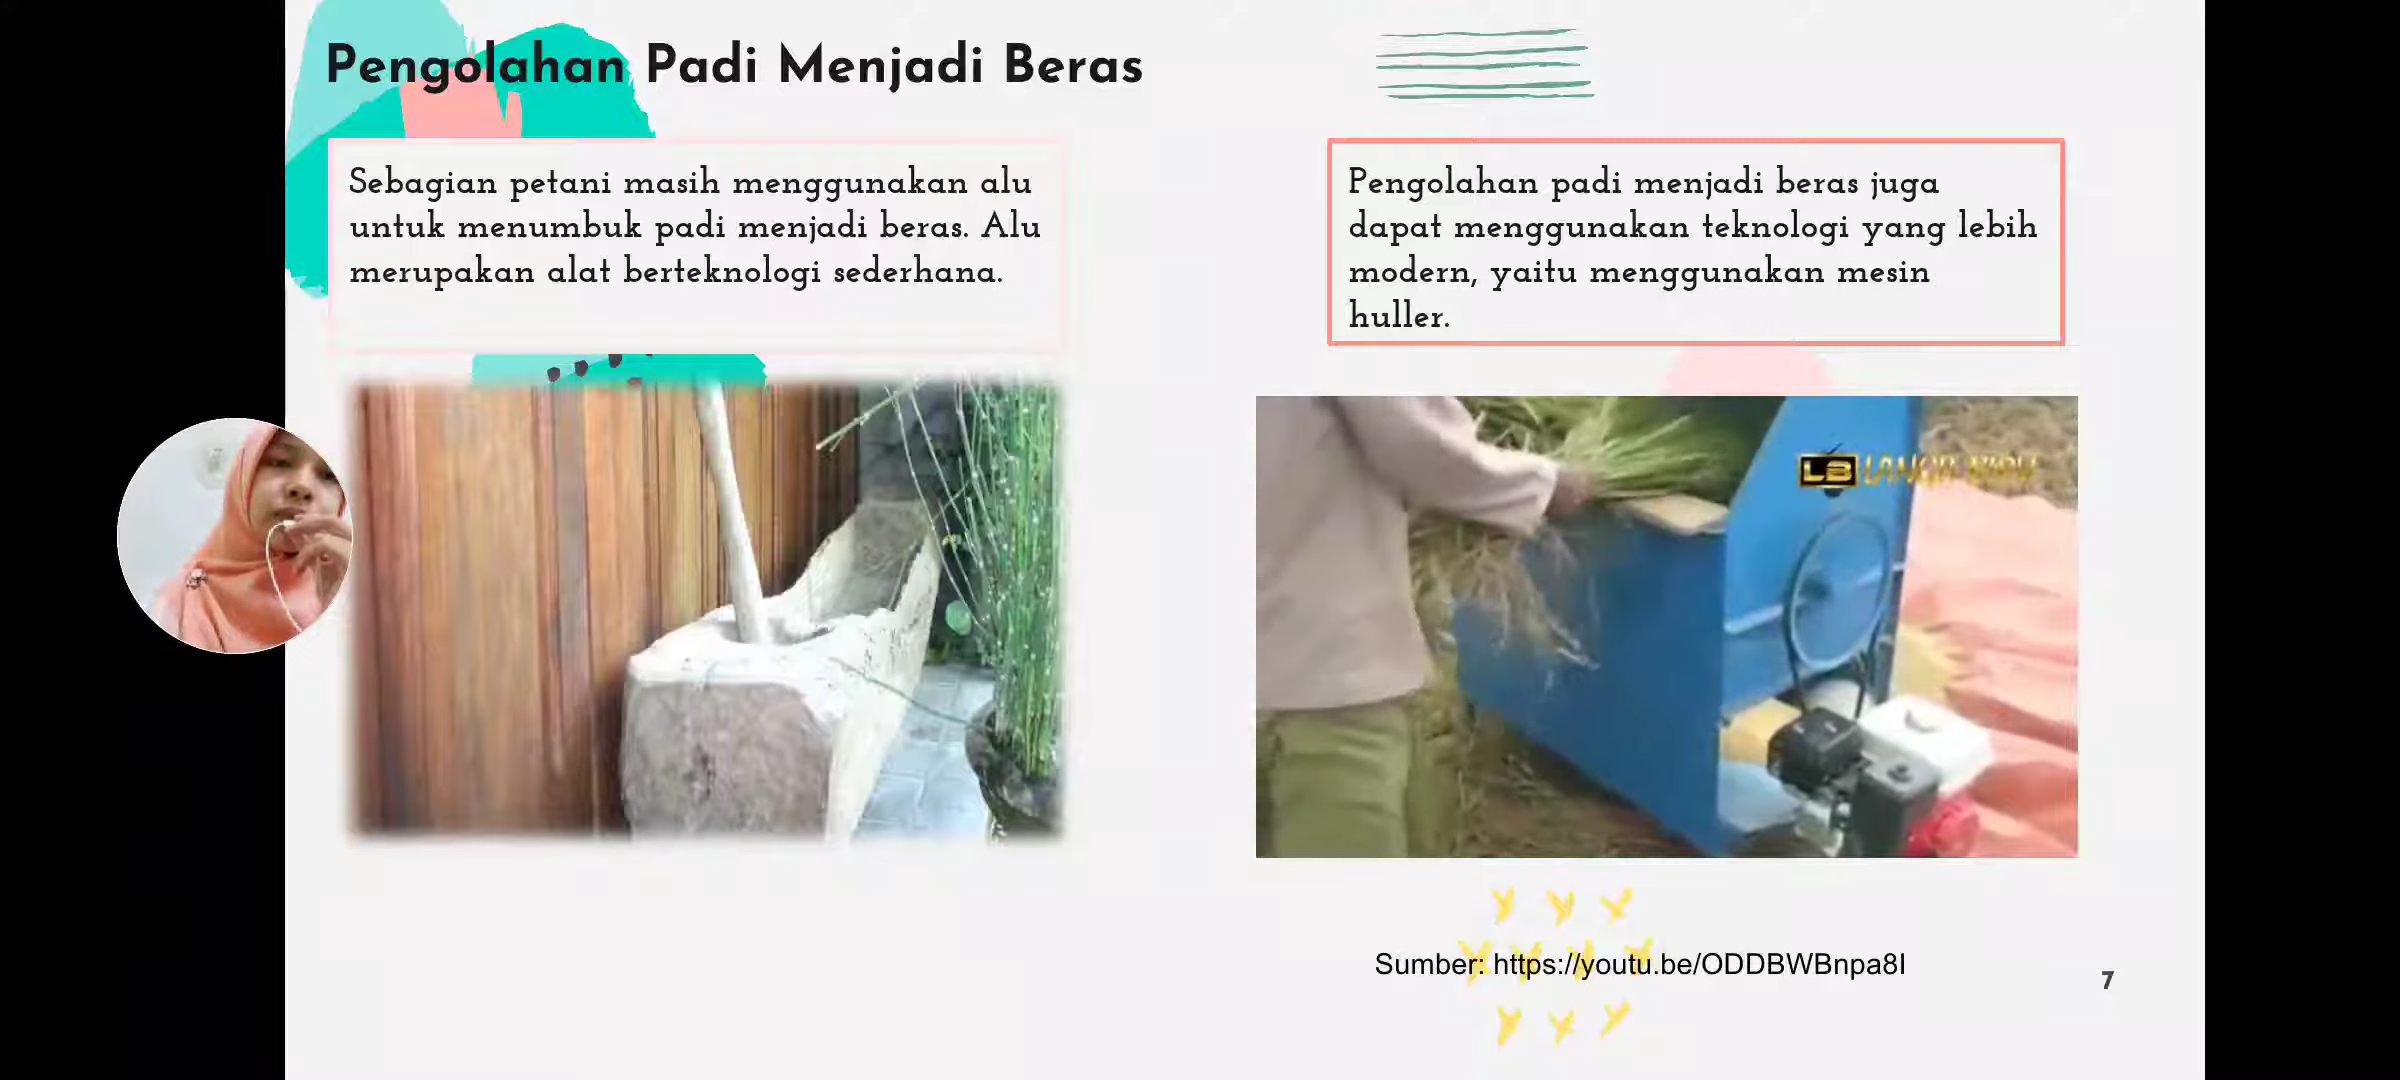 Pengolahan Padi Menjadi Beras
Sebagian petani masih menggunakan alu
untuk menumbuk padi menjadi beras. Alu
merupakan alat berteknologi sederhana.
Pengolahan padi menjadi beras juga
dapat menggunakan teknologi yang lebih
modern, yaitu menggunakan mesin
huller.
LB
Sumber: https://youtu.be/ODDBWBnpa8I
7